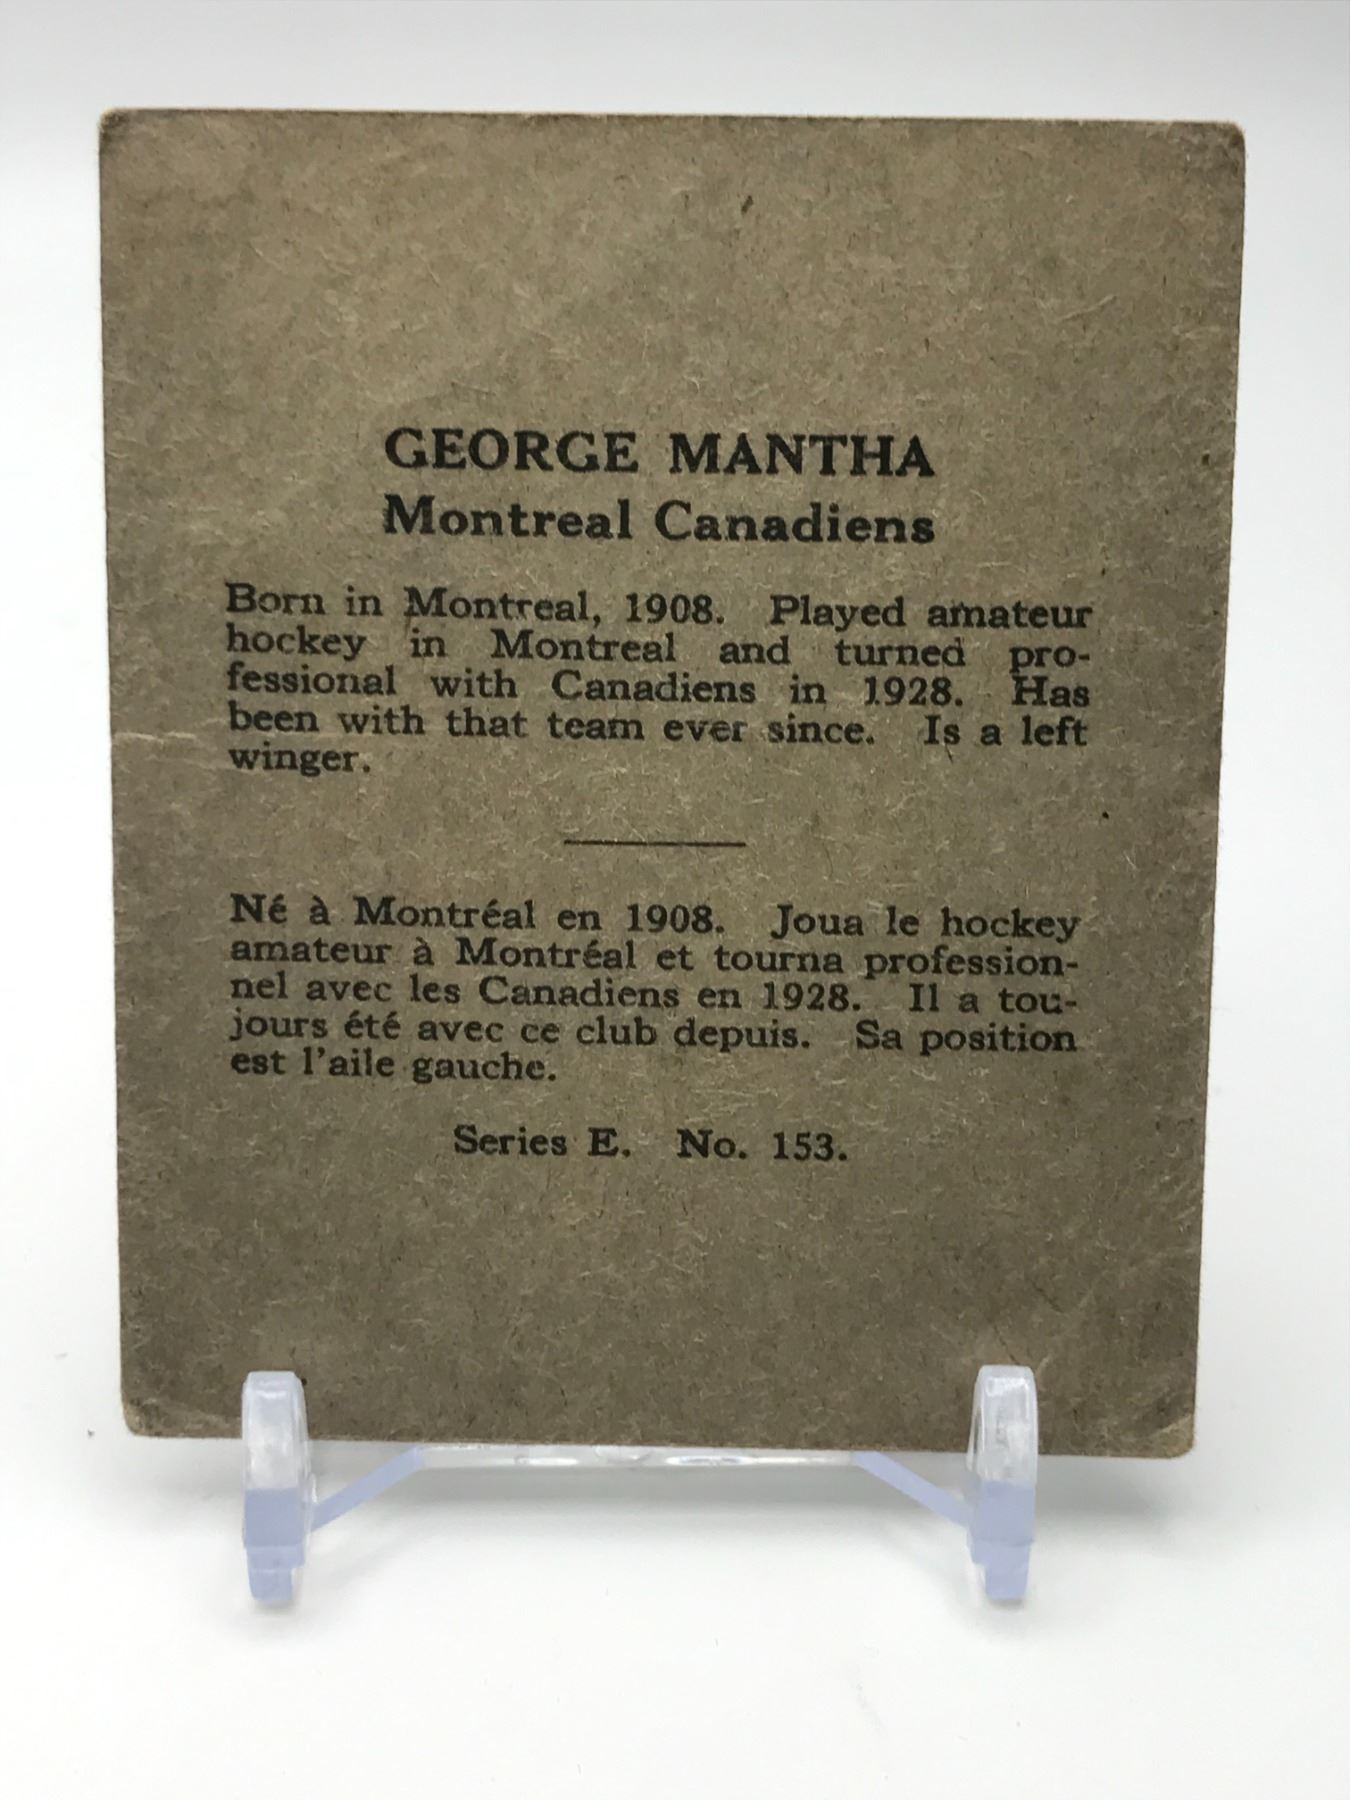 GEORGE MANTHA
Montreal Canadiens
Born in Montreal, 1908. Played amateur
hockey in Montreal and turned pro-
fessional with Canadiens in 1928. Has
been with that team ever since. Is a left
winger.
Né à Montréal en 1908. Joua le hockey
amateur à Montréal et tourna profession-
nel avec les Canadiens en 1928. Il a tou-
jours été avec ce club depuis. Sa position
est l'aile gauche.
Series E. No. 153.